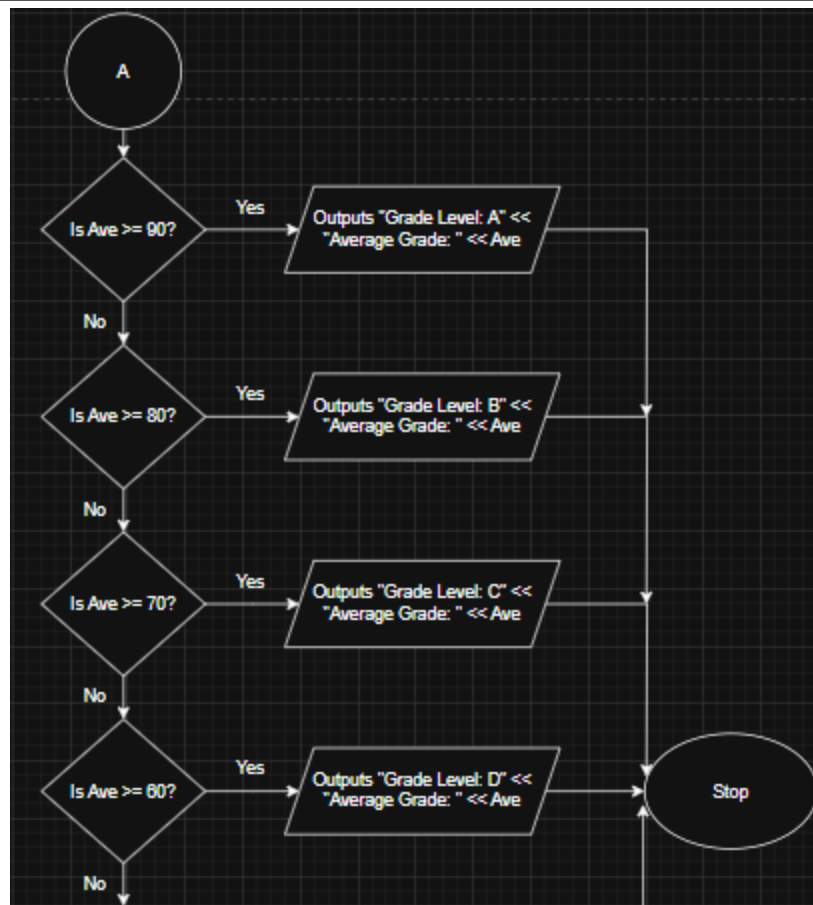 A
Is Ave >= 90?
Yes
Outputs "Grade Level: A" <<
"Average Grade: " << Ave
No
Is Ave >= 80?
Yes
Outputs "Grade Level: B" <<
"Average Grade: " << Ave
No
Is Ave >= 70?
Yes
Outputs "Grade Level: C" <<
"Average Grade: " << Ave
No
Is Ave >= 60?
Yes
Outputs "Grade Level: D" <<
"Average Grade: " << Ave
Stop
No